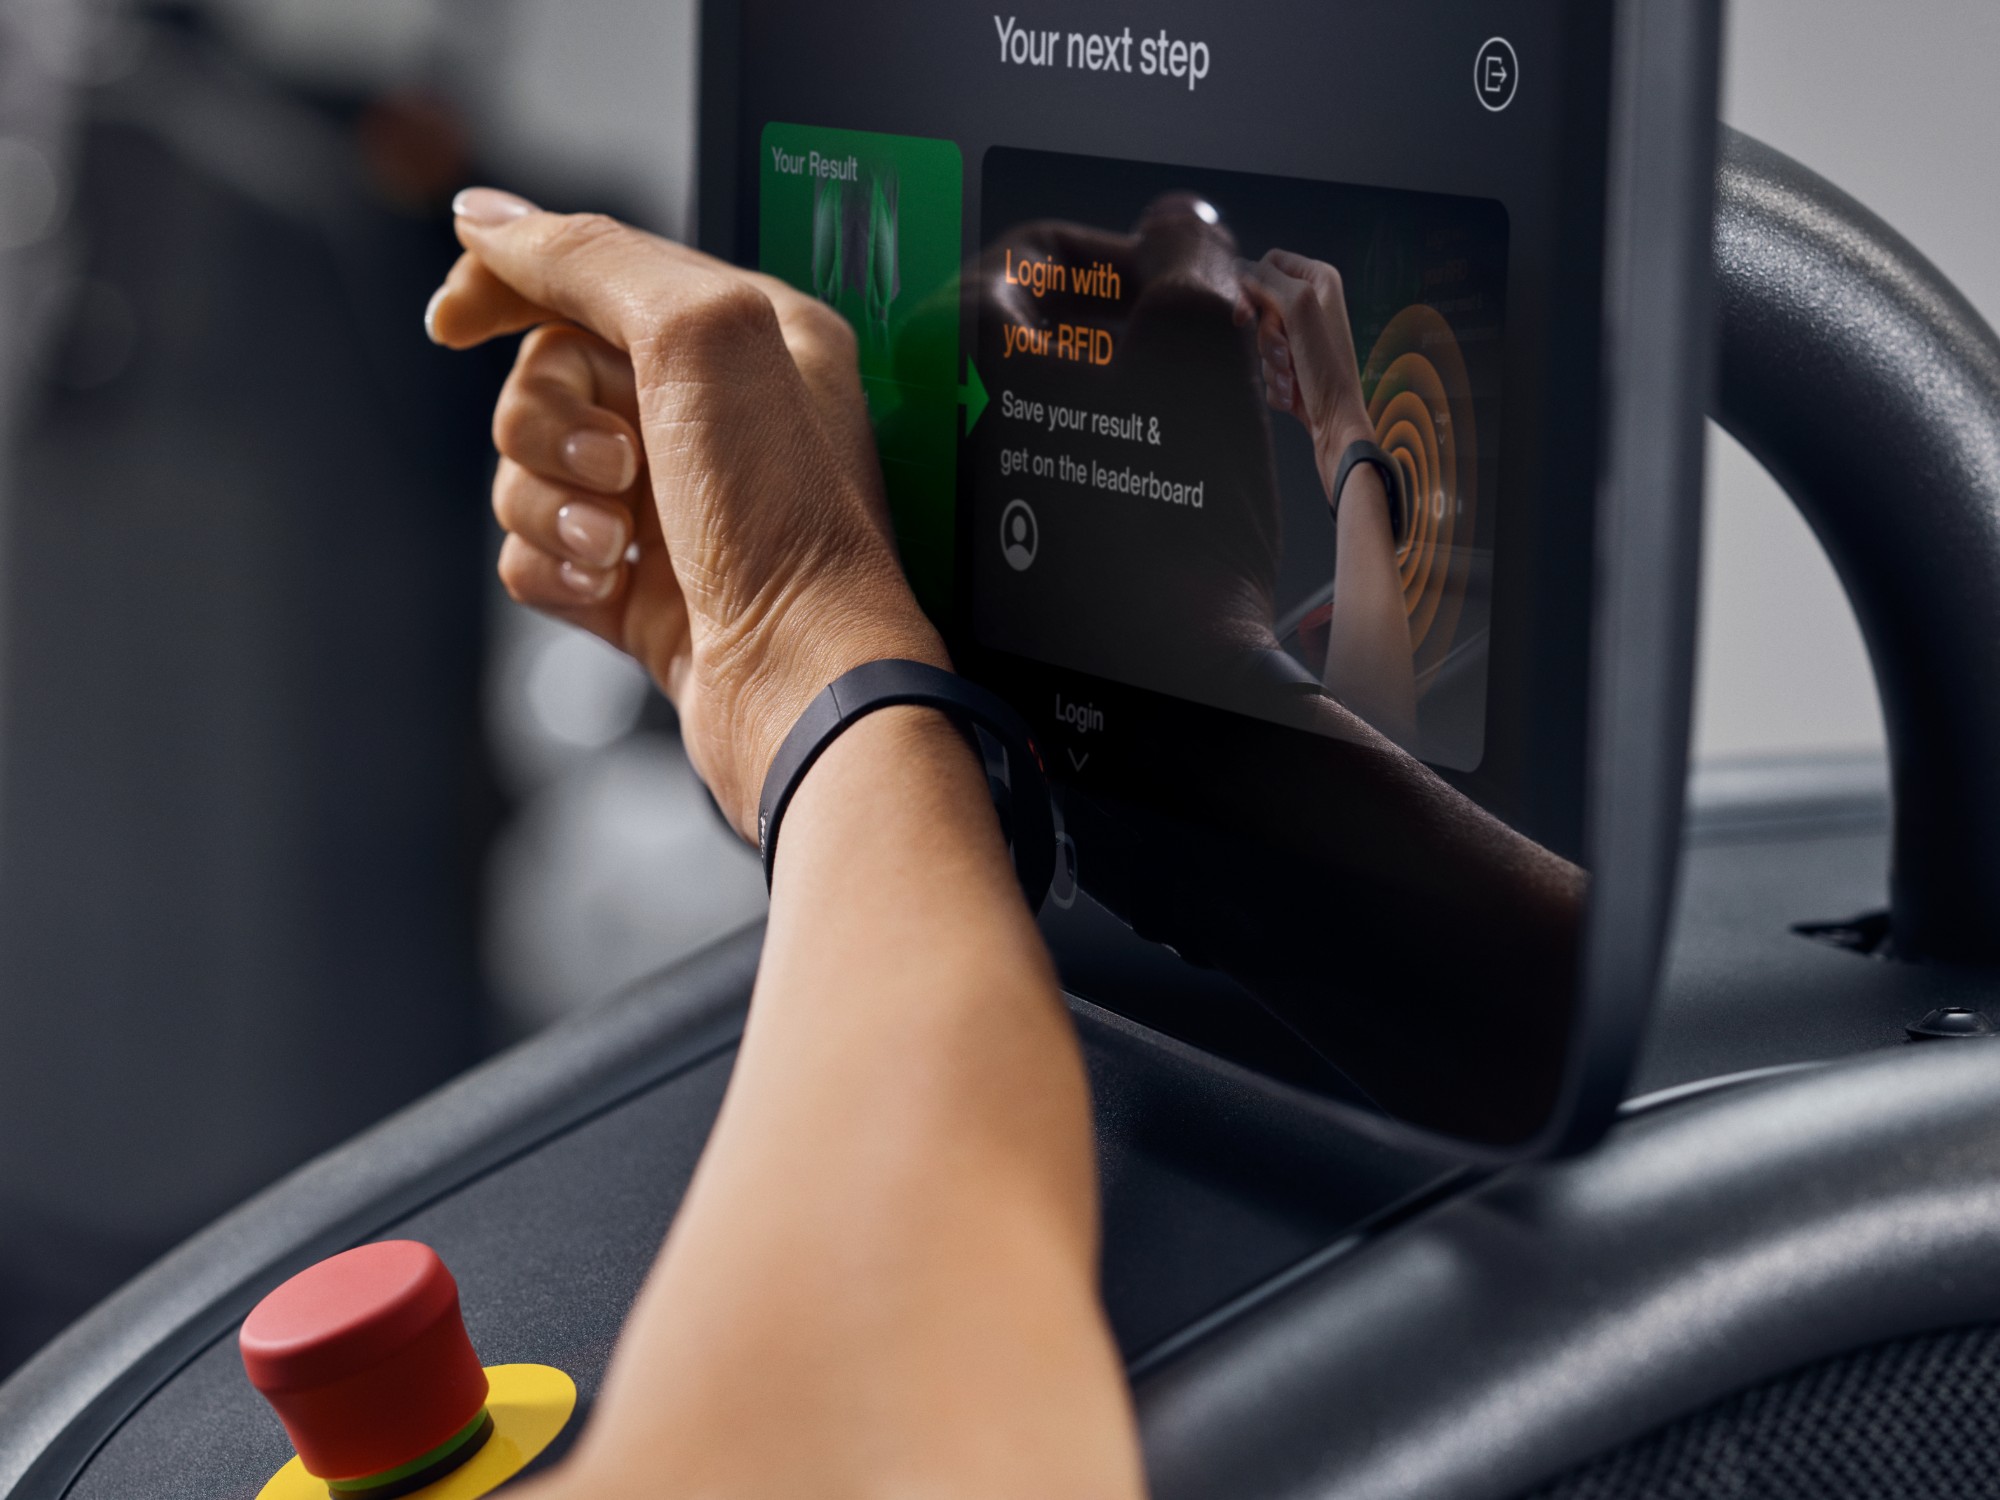 Your next step
Your Result
Login with
your RFID
Save your result &
get on the leaderboard
Login